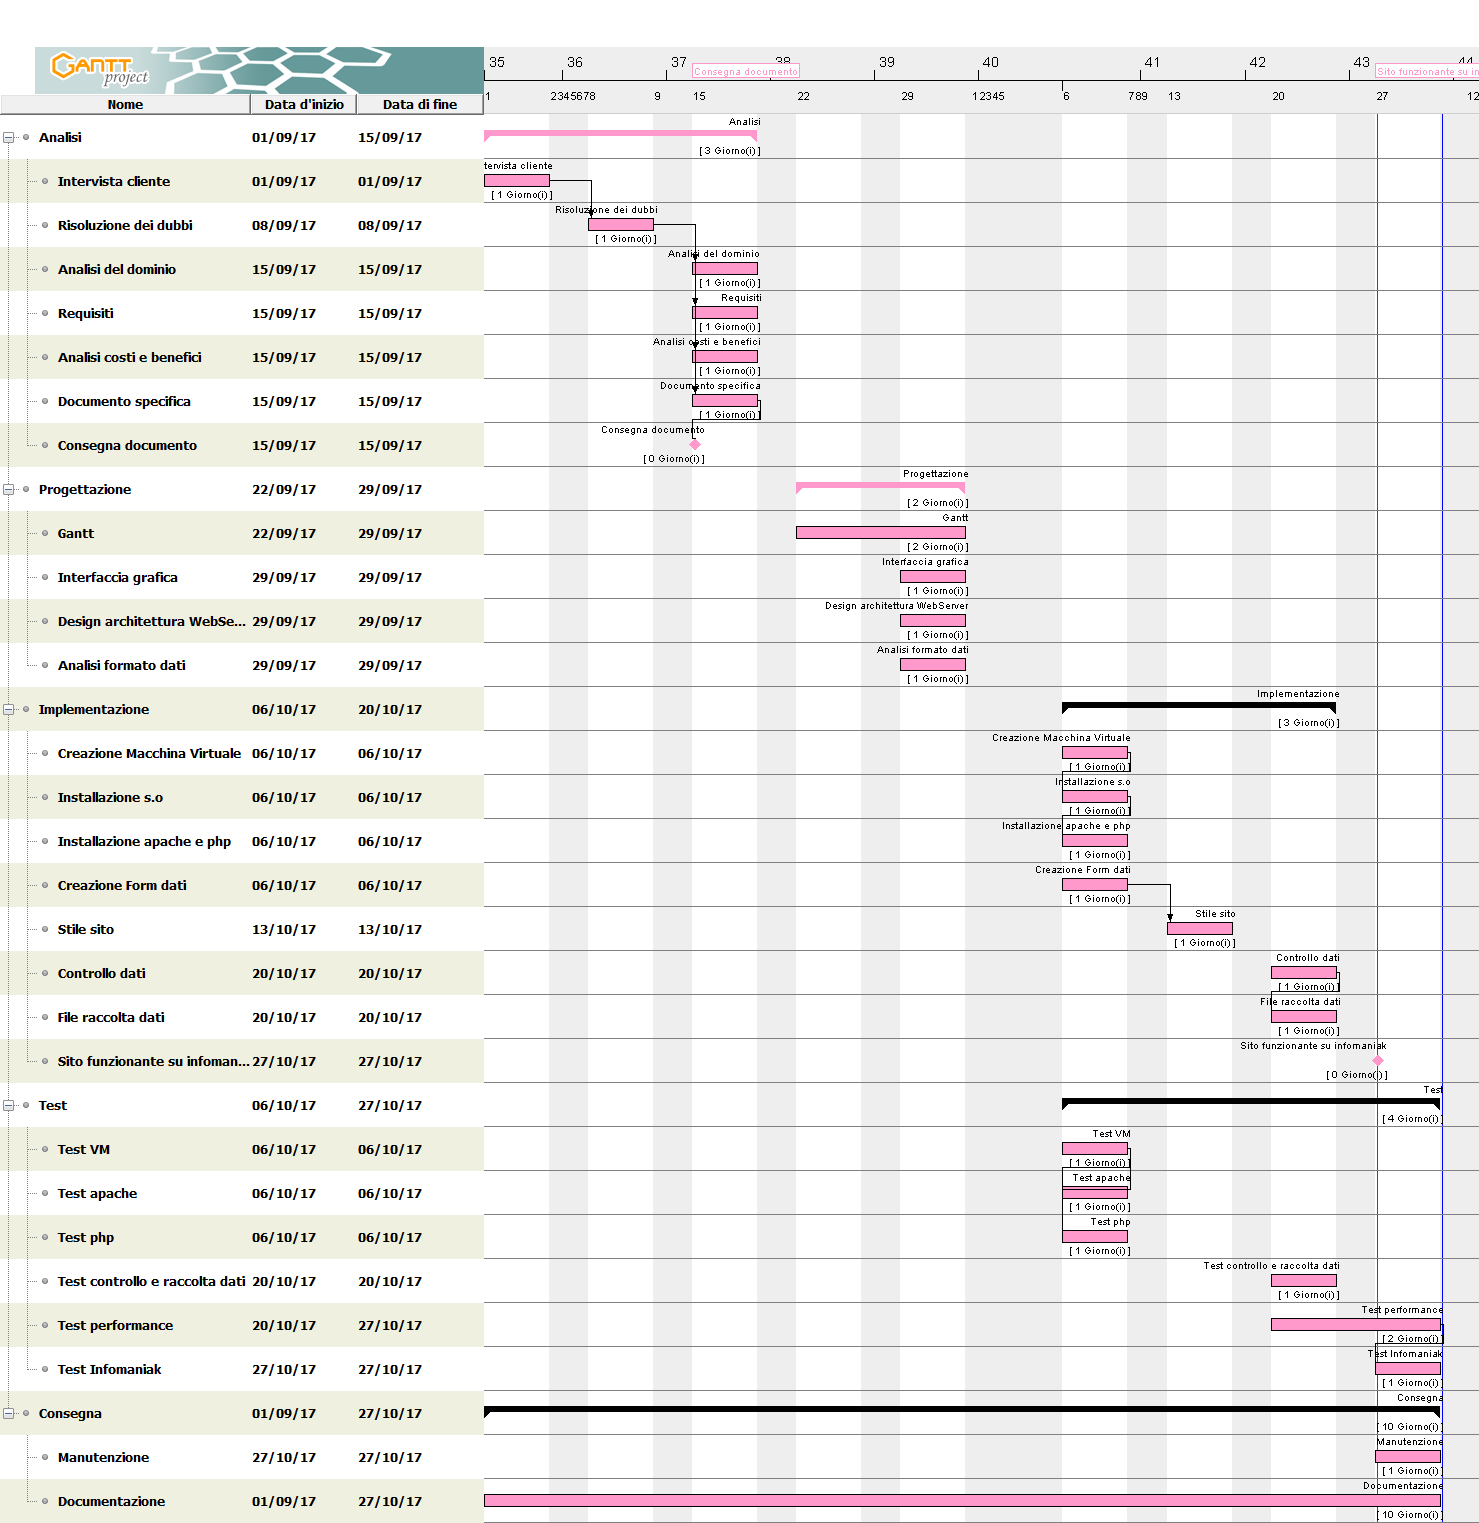 GANTT
project
35 36 37 38 39 40 41 42 43 44
Consegna documento
Sito funzionante su in
Nome Data d'inizio Data di fine
1 2345678 9 15 22 29 12345 6 789 13 20 27 12
Analisi 01/09/17 15/09/17
Analisi
[ 3 Giorno(i) ]
Intervista cliente 01/09/17 01/09/17
tervista cliente
[ 1 Giorno(i) ]
Risoluzione dei dubbi 08/09/17 08/09/17
Risoluzione dei dubbi
[ 1 Giorno(i) ]
Analisi del dominio 15/09/17 15/09/17
Analisi del dominio
[ 1 Giorno(i) ]
Requisiti 15/09/17 15/09/17
Requisiti
[ 1 Giorno(i) ]
Analisi costi e benefici 15/09/17 15/09/17
Analisi costi e benefici
[ 1 Giorno(i) ]
Documento specifica 15/09/17 15/09/17
Documento specifica
[ 1 Giorno(i) ]
Consegna documento 15/09/17 15/09/17
Consegna documento
[ 0 Giorno(i) ]
Progettazione 22/09/17 29/09/17
Progettazione
[ 2 Giorno(i) ]
Gantt 22/09/17 29/09/17
Gantt
[ 2 Giorno(i) ]
Interfaccia grafica 29/09/17 29/09/17
Interfaccia grafica
[ 1 Giorno(i) ]
Design architettura WebSe... 29/09/17 29/09/17
Design architettura WebServer
[ 1 Giorno(i) ]
Analisi formato dati 29/09/17 29/09/17
Analisi formato dati
[ 1 Giorno(i) ]
Implementazione 06/10/17 20/10/17
Implementazione
[ 3 Giorno(i) ]
Creazione Macchina Virtuale 06/10/17 06/10/17
Creazione Macchina Virtuale
[ 1 Giorno(i) ]
Installazione s.o 06/10/17 06/10/17
Installazione s.o
[ 1 Giorno(i) ]
Installazione apache e php 06/10/17 06/10/17
Installazione apache e php
[ 1 Giorno(i) ]
Creazione Form dati 06/10/17 06/10/17
Creazione Form dati
[ 1 Giorno(i) ]
Stile sito 13/10/17 13/10/17
Stile sito
[ 1 Giorno(i) ]
Controllo dati 20/10/17 20/10/17
Controllo dati
[ 1 Giorno(i) ]
File raccolta dati 20/10/17 20/10/17
File raccolta dati
[ 1 Giorno(i) ]
Sito funzionante su infoman... 27/10/17 27/10/17
Sito funzionante su infomaniak
[ 0 Giorno(i) ]
Test 06/10/17 27/10/17
Test
[ 4 Giorno(i) ]
Test VM 06/10/17 06/10/17
Test VM
[ 1 Giorno(i) ]
Test apache 06/10/17 06/10/17
Test apache
[ 1 Giorno(i) ]
Test php 06/10/17 06/10/17
Test php
[ 1 Giorno(i) ]
Test controllo e raccolta dati 20/10/17 20/10/17
Test controllo e raccolta dati
[ 1 Giorno(i) ]
Test performance 20/10/17 27/10/17
Test performance
[ 2 Giorno(i) ]
Test Infomaniak 27/10/17 27/10/17
Test Infomaniak
[ 1 Giorno(i) ]
Consegna 01/09/17 27/10/17
Consegna
[ 10 Giorno(i) ]
Manutenzione 27/10/17 27/10/17
Manutenzione
[ 1 Giorno(i) ]
Documentazione 01/09/17 27/10/17
Documentazione
[ 10 Giorno(i) ]